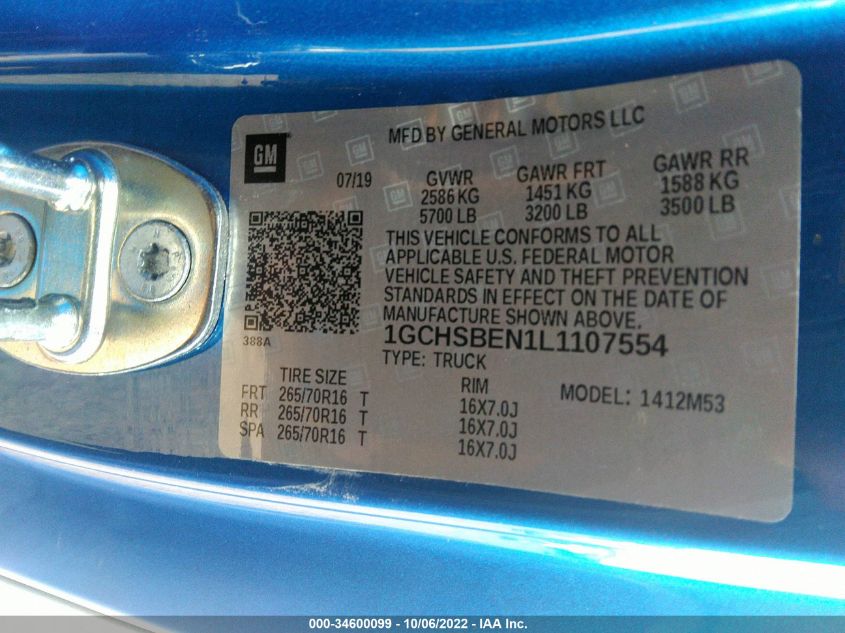 MFD BY GENERAL MOTORS LLC
GM
07/19 GVWR GAWR FRT GAWR RR
2586 KG 1451 KG 1588 KG
5700 LB 3200 LB 3500 LB
THIS VEHICLE CONFORMS TO ALL
APPLICABLE U.S. FEDERAL MOTOR
VEHICLE SAFETY AND THEFT PREVENTION
STANDARDS IN EFFECT ON THE DATE OF
MANUFACTURE SHOWN ABOVE.
388A
1GCHSBEN1L1107554
TYPE: TRUCK
TIRE SIZE RIM MODEL: 1412M53
FRT 265/70R16 T 16X7.0J
RR 265/70R16 T 16X7.0J
SPA 265/70R16 T 16X7.0J
000-34600099 - 10/06/2022 - IAA Inc.